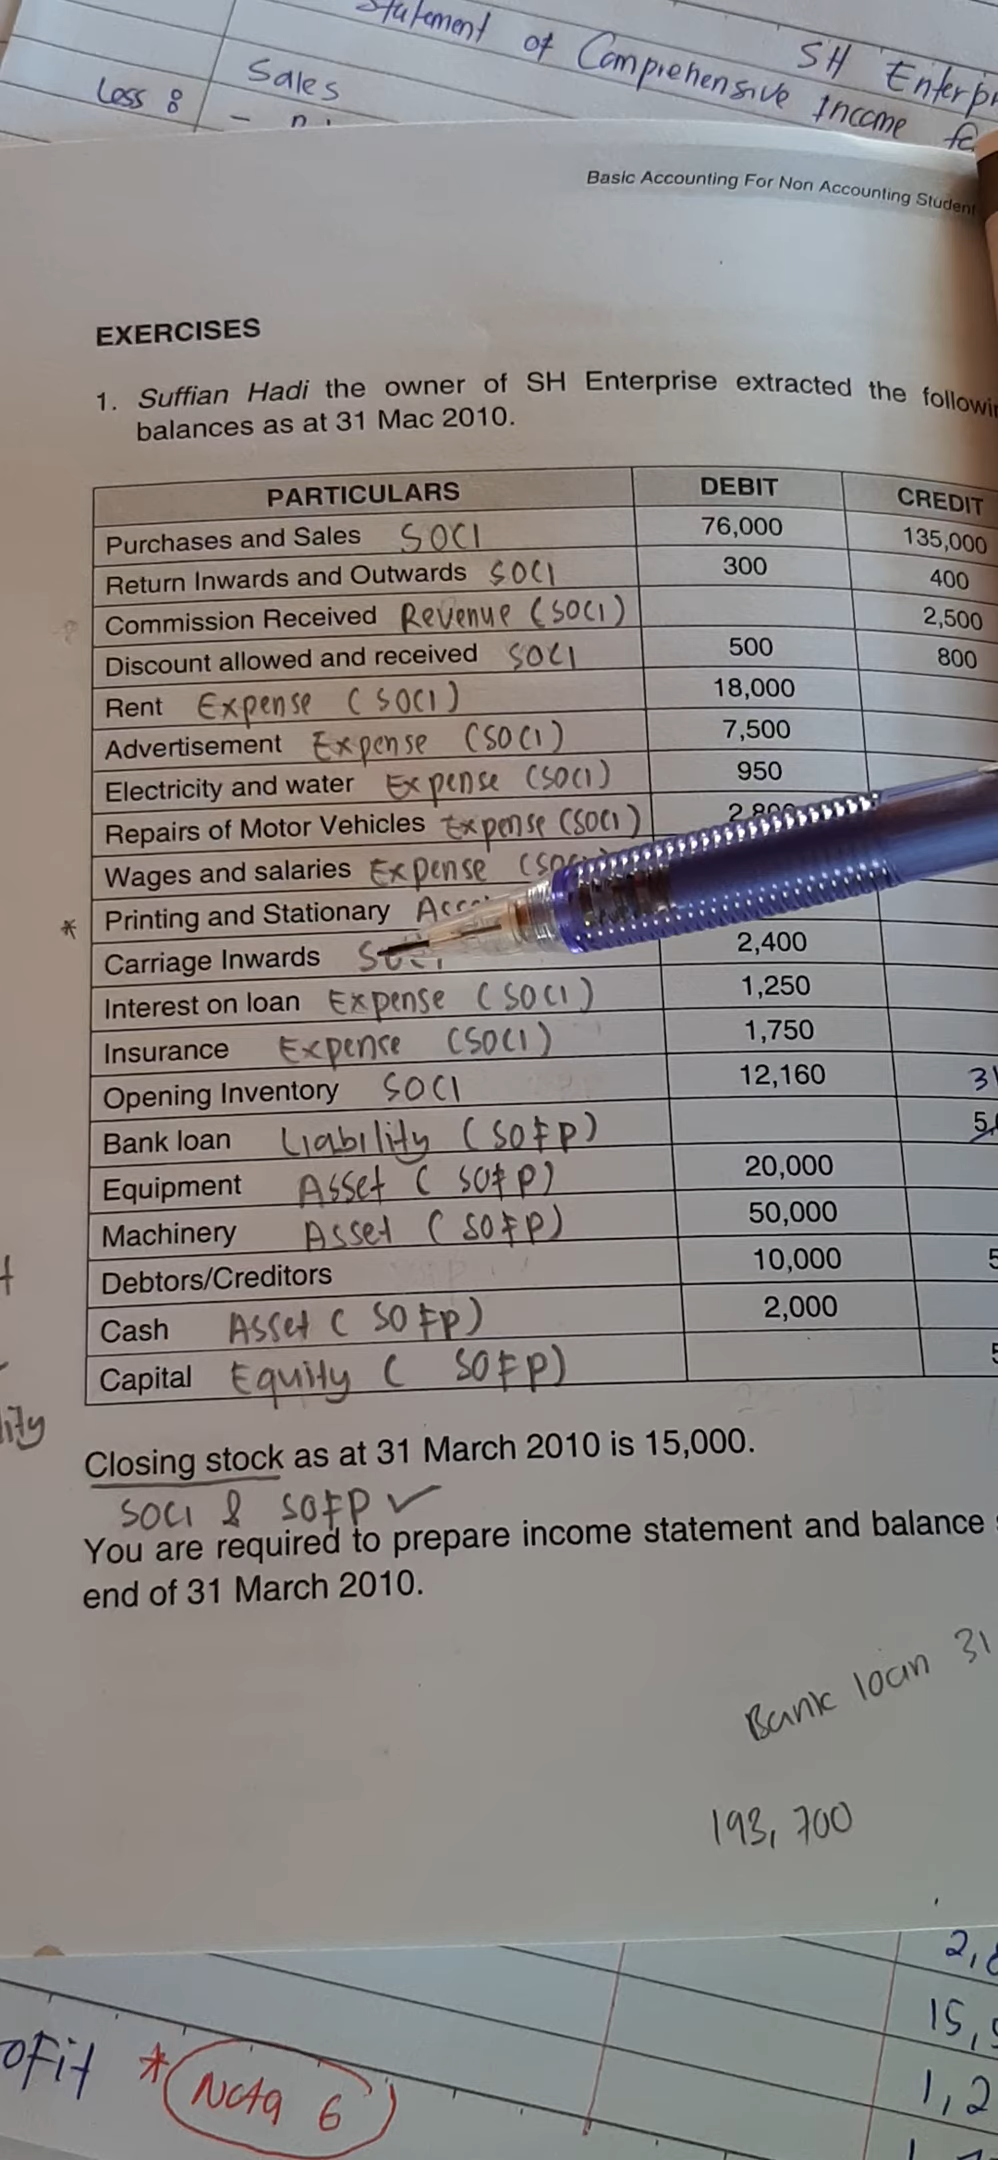 Statement of Comprehensive Income
SH Enterp
Sales
Less :
Basic Accounting For Non Accounting Student
EXERCISES
1. Suffian Hadi the owner of SH Enterprise extracted the
balances as at 31 Mac 2010.
PARTICULARS DEBIT CREDIT
Purchases and Sales SOCI 76,000 135,000
Return Inwards and Outwards SOCI 300 400
Commission Received Revenue (SOCI) 2,500
Discount allowed and received SOCI 500 800
Rent Expense (SOCI) 18,000
Advertisement Expense (SOCI) 7,500
Electricity and water Expense (SOCI) 950
Repairs of Motor Vehicles Expense (SOCI)
Wages and salaries Expense
* Printing and Stationary
Carriage Inwards 2,400
Interest on loan Expense (SOCI) 1,250
Insurance Expense (SOCI) 1,750
Opening Inventory SOCI 12,160
Bank loan Liability (SOFP)
Equipment Asset (SOFP) 20,000
Machinery Asset (SOFP) 50,000
Debtors/Creditors 10,000
Cash Asset (SOFP) 2,000
Capital Equity (SOFP)
Closing stock as at 31 March 2010 is 15,000.
SOCI & SOFP ✓
You are required to prepare income statement and balance
end of 31 March 2010.
Bank loan 31
193,700
* Nota 6